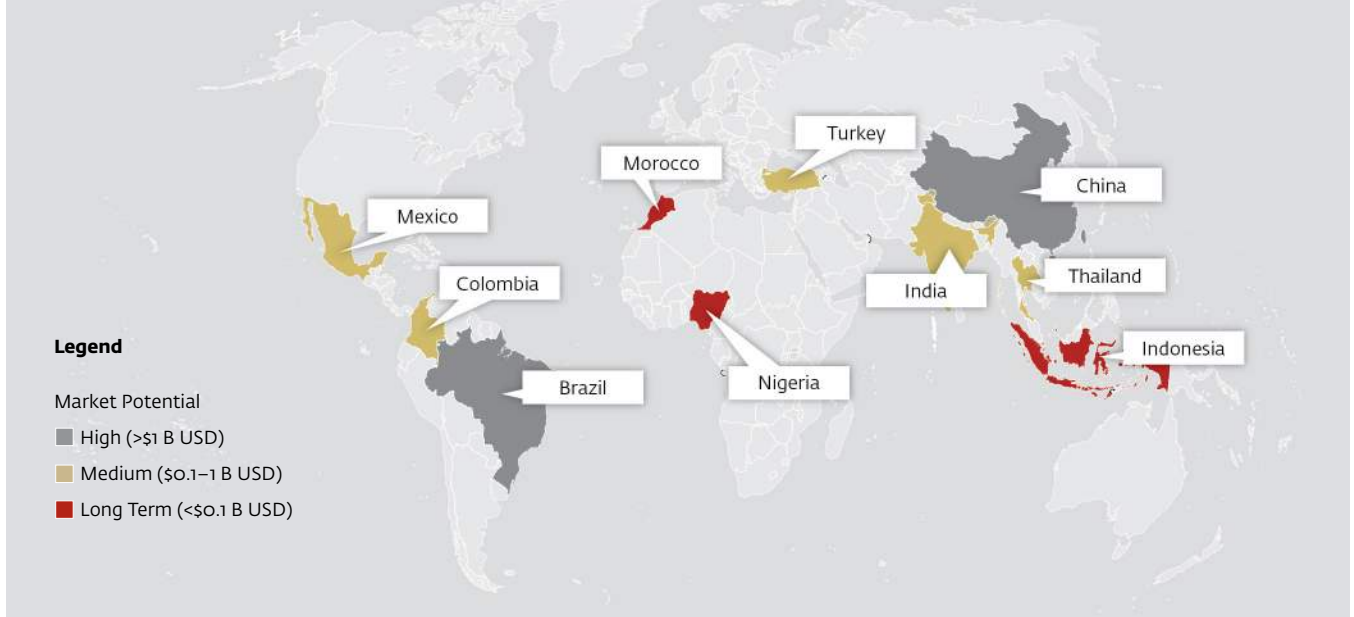 Turkey
Morocco
China
Mexico
Colombia
Thailand
India
Indonesia
Nigeria
Brazil
Legend
Market Potential
High (>$1 B USD)
Medium ($0.1–1 B USD)
Long Term (<$0.1 B USD)